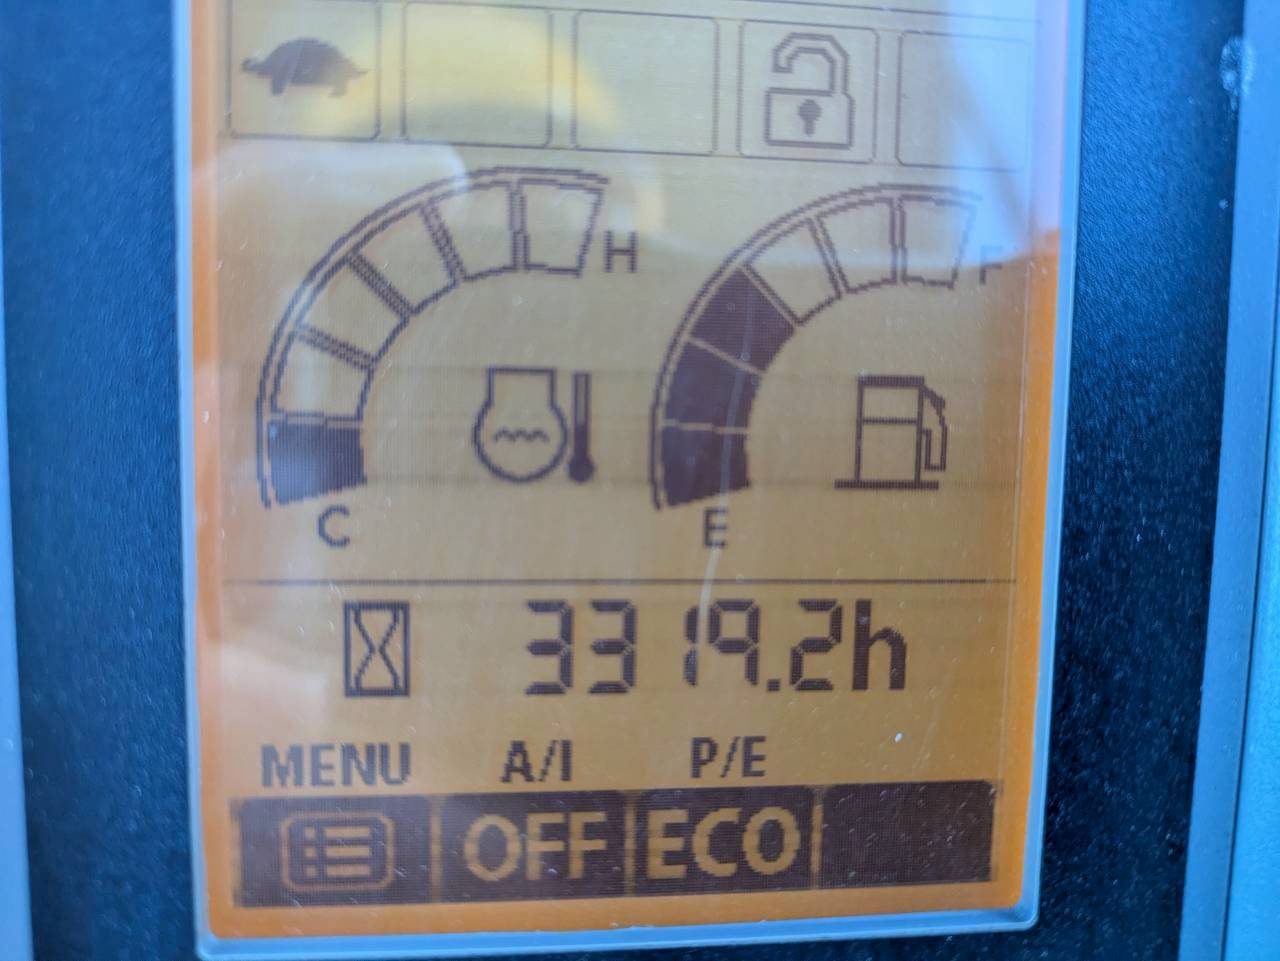 H F
C E
3319.2h
MENU A/I P/E
OFF ECO